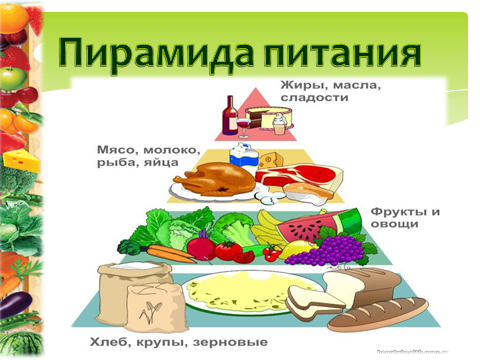 Пирамида питания
Жиры, масла,
сладости
Мясо, молоко,
рыба, яйца
Фрукты и
овощи
Хлеб, крупы, зерновые